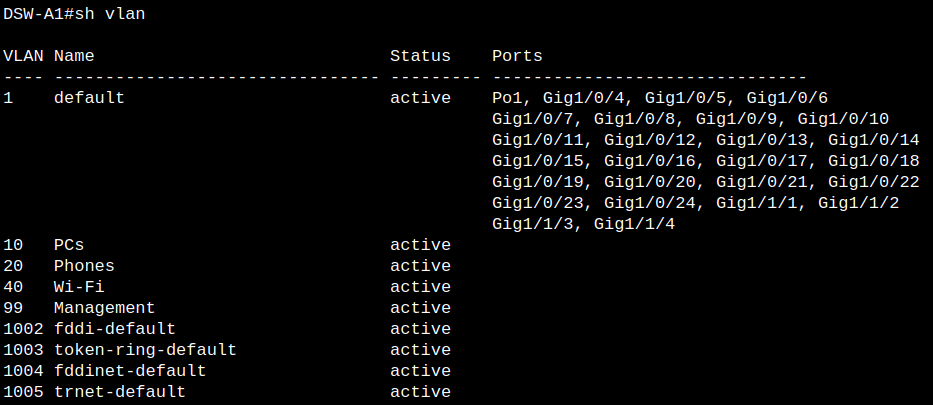 DSW-A1#sh vlan
VLAN Name                             Status    Ports
---- -------------------------------- --------- -------------------------------
1    default                          active    Po1, Gig1/0/4, Gig1/0/5, Gig1/0/6
                                                Gig1/0/7, Gig1/0/8, Gig1/0/9, Gig1/0/10
                                                Gig1/0/11, Gig1/0/12, Gig1/0/13, Gig1/0/14
                                                Gig1/0/15, Gig1/0/16, Gig1/0/17, Gig1/0/18
                                                Gig1/0/19, Gig1/0/20, Gig1/0/21, Gig1/0/22
                                                Gig1/0/23, Gig1/0/24, Gig1/1/1, Gig1/1/2
                                                Gig1/1/3, Gig1/1/4
10   PCs                              active
20   Phones                           active
40   Wi-Fi                            active
99   Management                       active
1002 fddi-default                     active
1003 token-ring-default               active
1004 fddinet-default                  active
1005 trnet-default                    active